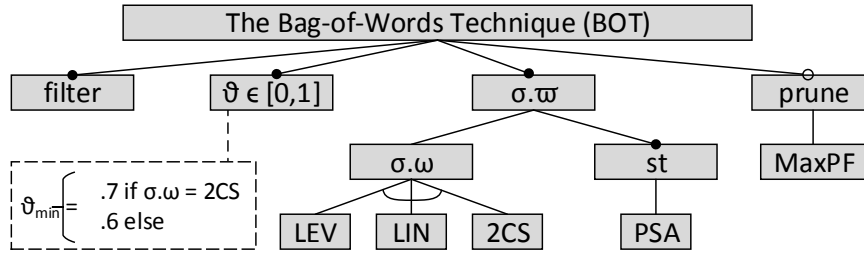 The Bag-of-Words Technique (BOT)
filter
ϑ ϵ [0,1]
σ.ϖ
prune
σ.ω
st
MaxPF
ϑmin=
.7 if σ.ω = 2CS
.6 else
LEV
LIN
2CS
PSA